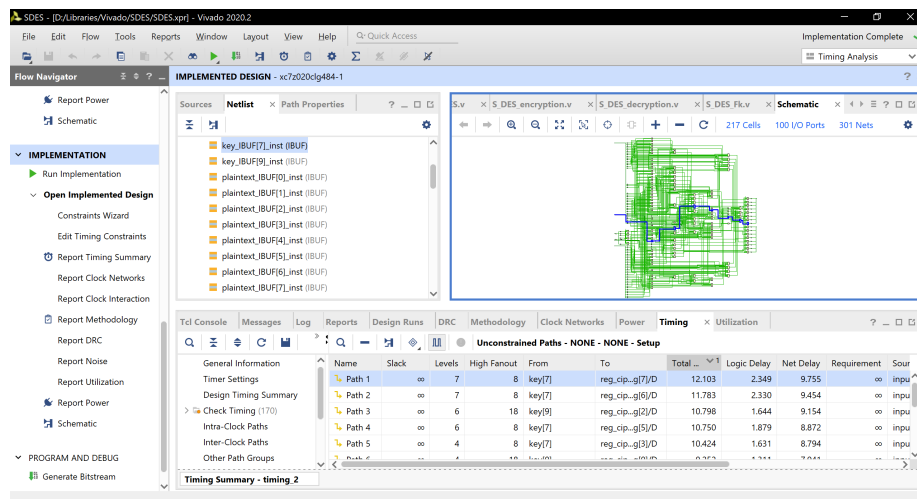 SDES - [D:/Libraries/Vivado/SDES/SDES.xpr] - Vivado 2020.2
File Edit Flow Tools Reports Window Layout View Help Q- Quick Access Implementation Complete
Timing Analysis
Flow Navigator
IMPLEMENTED DESIGN - xc7z020clg484-1
Report Power
Schematic
IMPLEMENTATION
Run Implementation
Open Implemented Design
Constraints Wizard
Edit Timing Constraints
Report Timing Summary
Report Clock Networks
Report Clock Interaction
Report Methodology
Report DRC
Report Noise
Report Utilization
Report Power
Schematic
PROGRAM AND DEBUG
Generate Bitstream
Sources Netlist Path Properties
key_IBUF[7]_inst (IBUF)
key_IBUF[9]_inst (IBUF)
plaintext_IBUF[0]_inst (IBUF)
plaintext_IBUF[1]_inst (IBUF)
plaintext_IBUF[2]_inst (IBUF)
plaintext_IBUF[3]_inst (IBUF)
plaintext_IBUF[4]_inst (IBUF)
plaintext_IBUF[5]_inst (IBUF)
plaintext_IBUF[6]_inst (IBUF)
plaintext_IBUF[7]_inst (IBUF)
S.v S_DES_encryption.v S_DES_decryption.v S_DES_Fk.v Schematic
217 Cells 100 I/O Ports 301 Nets
Tcl Console Messages Log Reports Design Runs DRC Methodology Clock Networks Power Timing Utilization
Unconstrained Paths - NONE - NONE - Setup
General Information
Timer Settings
Design Timing Summary
Check Timing (170)
Intra-Clock Paths
Inter-Clock Paths
Other Path Groups
Name Slack Levels High Fanout From To Total ... 1 Logic Delay Net Delay Requirement Sour
Path 1 ∞ 7 8 key[7] reg_cip...g[7]/D 12.103 2.349 9.755 ∞ inpu
Path 2 ∞ 7 8 key[7] reg_cip...g[6]/D 11.783 2.330 9.454 ∞ inpu
Path 3 ∞ 6 18 key[9] reg_cip...g[2]/D 10.798 1.644 9.154 ∞ inpu
Path 4 ∞ 6 8 key[7] reg_cip...g[5]/D 10.750 1.879 8.872 ∞ inpu
Path 5 ∞ 4 8 key[7] reg_cip...g[3]/D 10.424 1.631 8.794 ∞ inpu
Timing Summary - timing_2